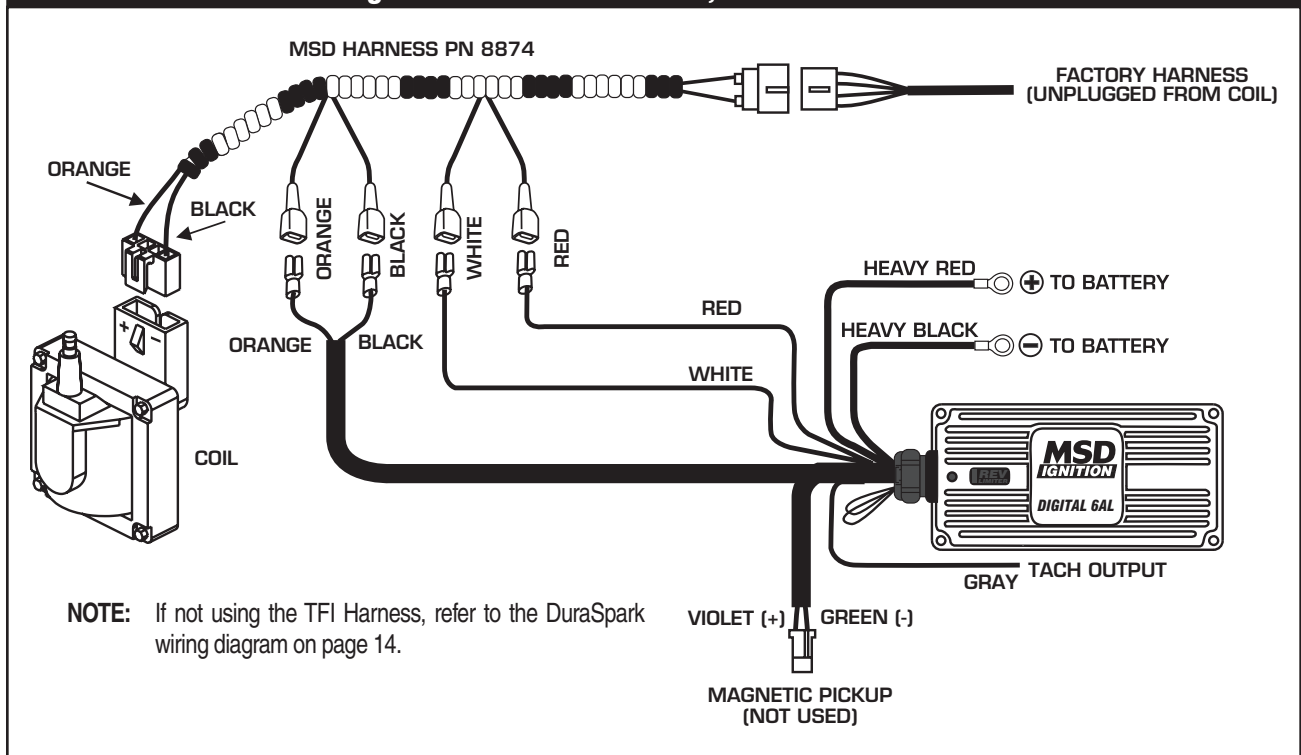 MSD HARNESS PN 8874
FACTORY HARNESS
(UNPLUGGED FROM COIL)
ORANGE
BLACK
ORANGE
BLACK
WHITE
RED
HEAVY RED
+ TO BATTERY
RED
HEAVY BLACK
- TO BATTERY
ORANGE
BLACK
WHITE
+ -
COIL
MSD
IGNITION
REV
LIMITER
DIGITAL 6AL
TACH OUTPUT
GRAY
NOTE: If not using the TFI Harness, refer to the DuraSpark
wiring diagram on page 14.
VIOLET (+)
GREEN (-)
MAGNETIC PICKUP
(NOT USED)